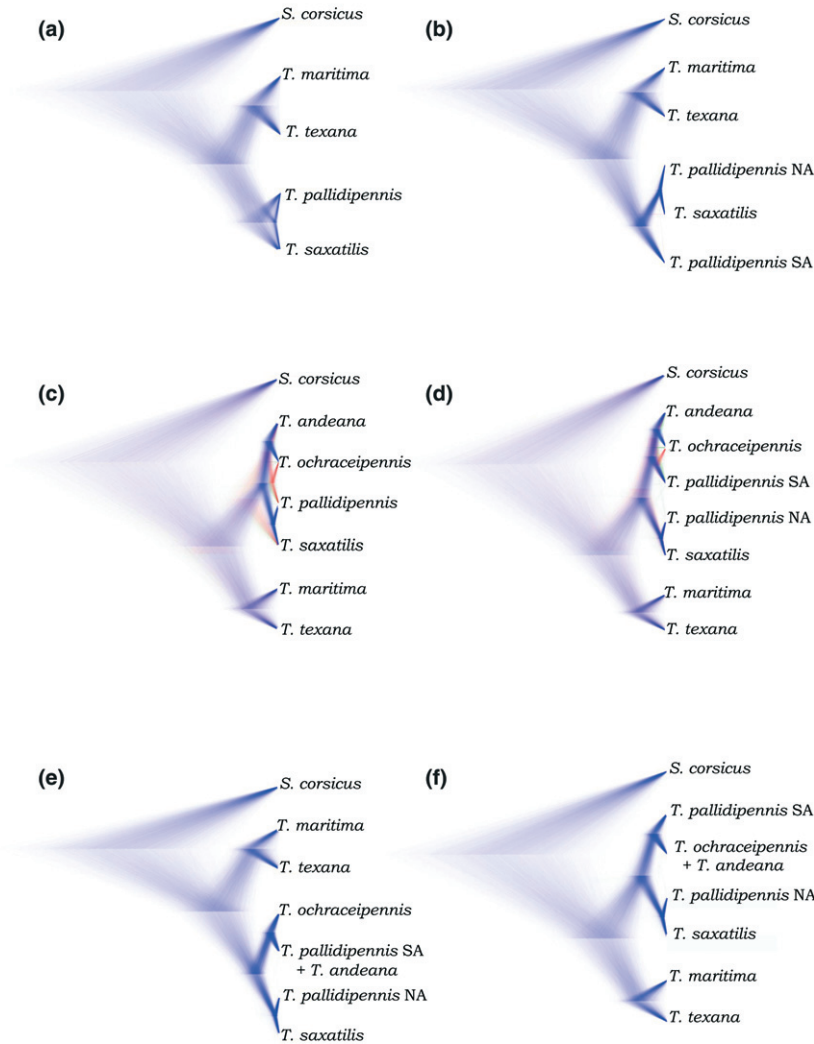 (a)
S. corsicus
T. maritima
T. texana
T. pallidipennis
T. saxatilis
(b)
S. corsicus
T. maritima
T. texana
T. pallidipennis NA
T. saxatilis
T. pallidipennis SA
(c)
S. corsicus
T. andeana
T. ochraceipennis
T. pallidipennis
T. saxatilis
T. maritima
T. texana
(d)
S. corsicus
T. andeana
T. ochraceipennis
T. pallidipennis SA
T. pallidipennis NA
T. saxatilis
T. maritima
T. texana
(e)
S. corsicus
T. maritima
T. texana
T. ochraceipennis
T. pallidipennis SA
+ T. andeana
T. pallidipennis NA
T. saxatilis
(f)
S. corsicus
T. pallidipennis SA
T. ochraceipennis
+ T. andeana
T. pallidipennis NA
T. saxatilis
T. maritima
T. texana